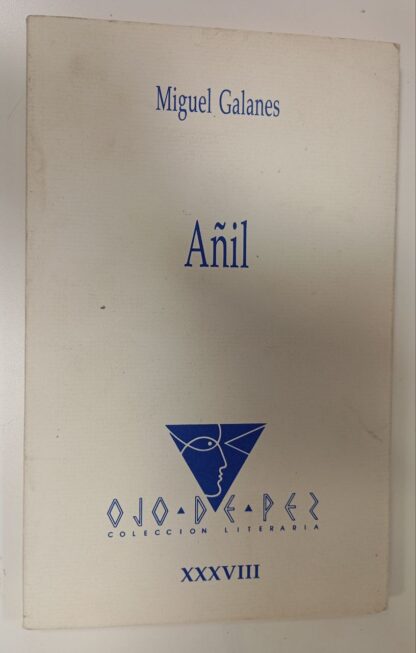 Miguel Galanes
Añil
OJO▲DE▲PEZ
COLECCION LITERARIA
XXXVIII